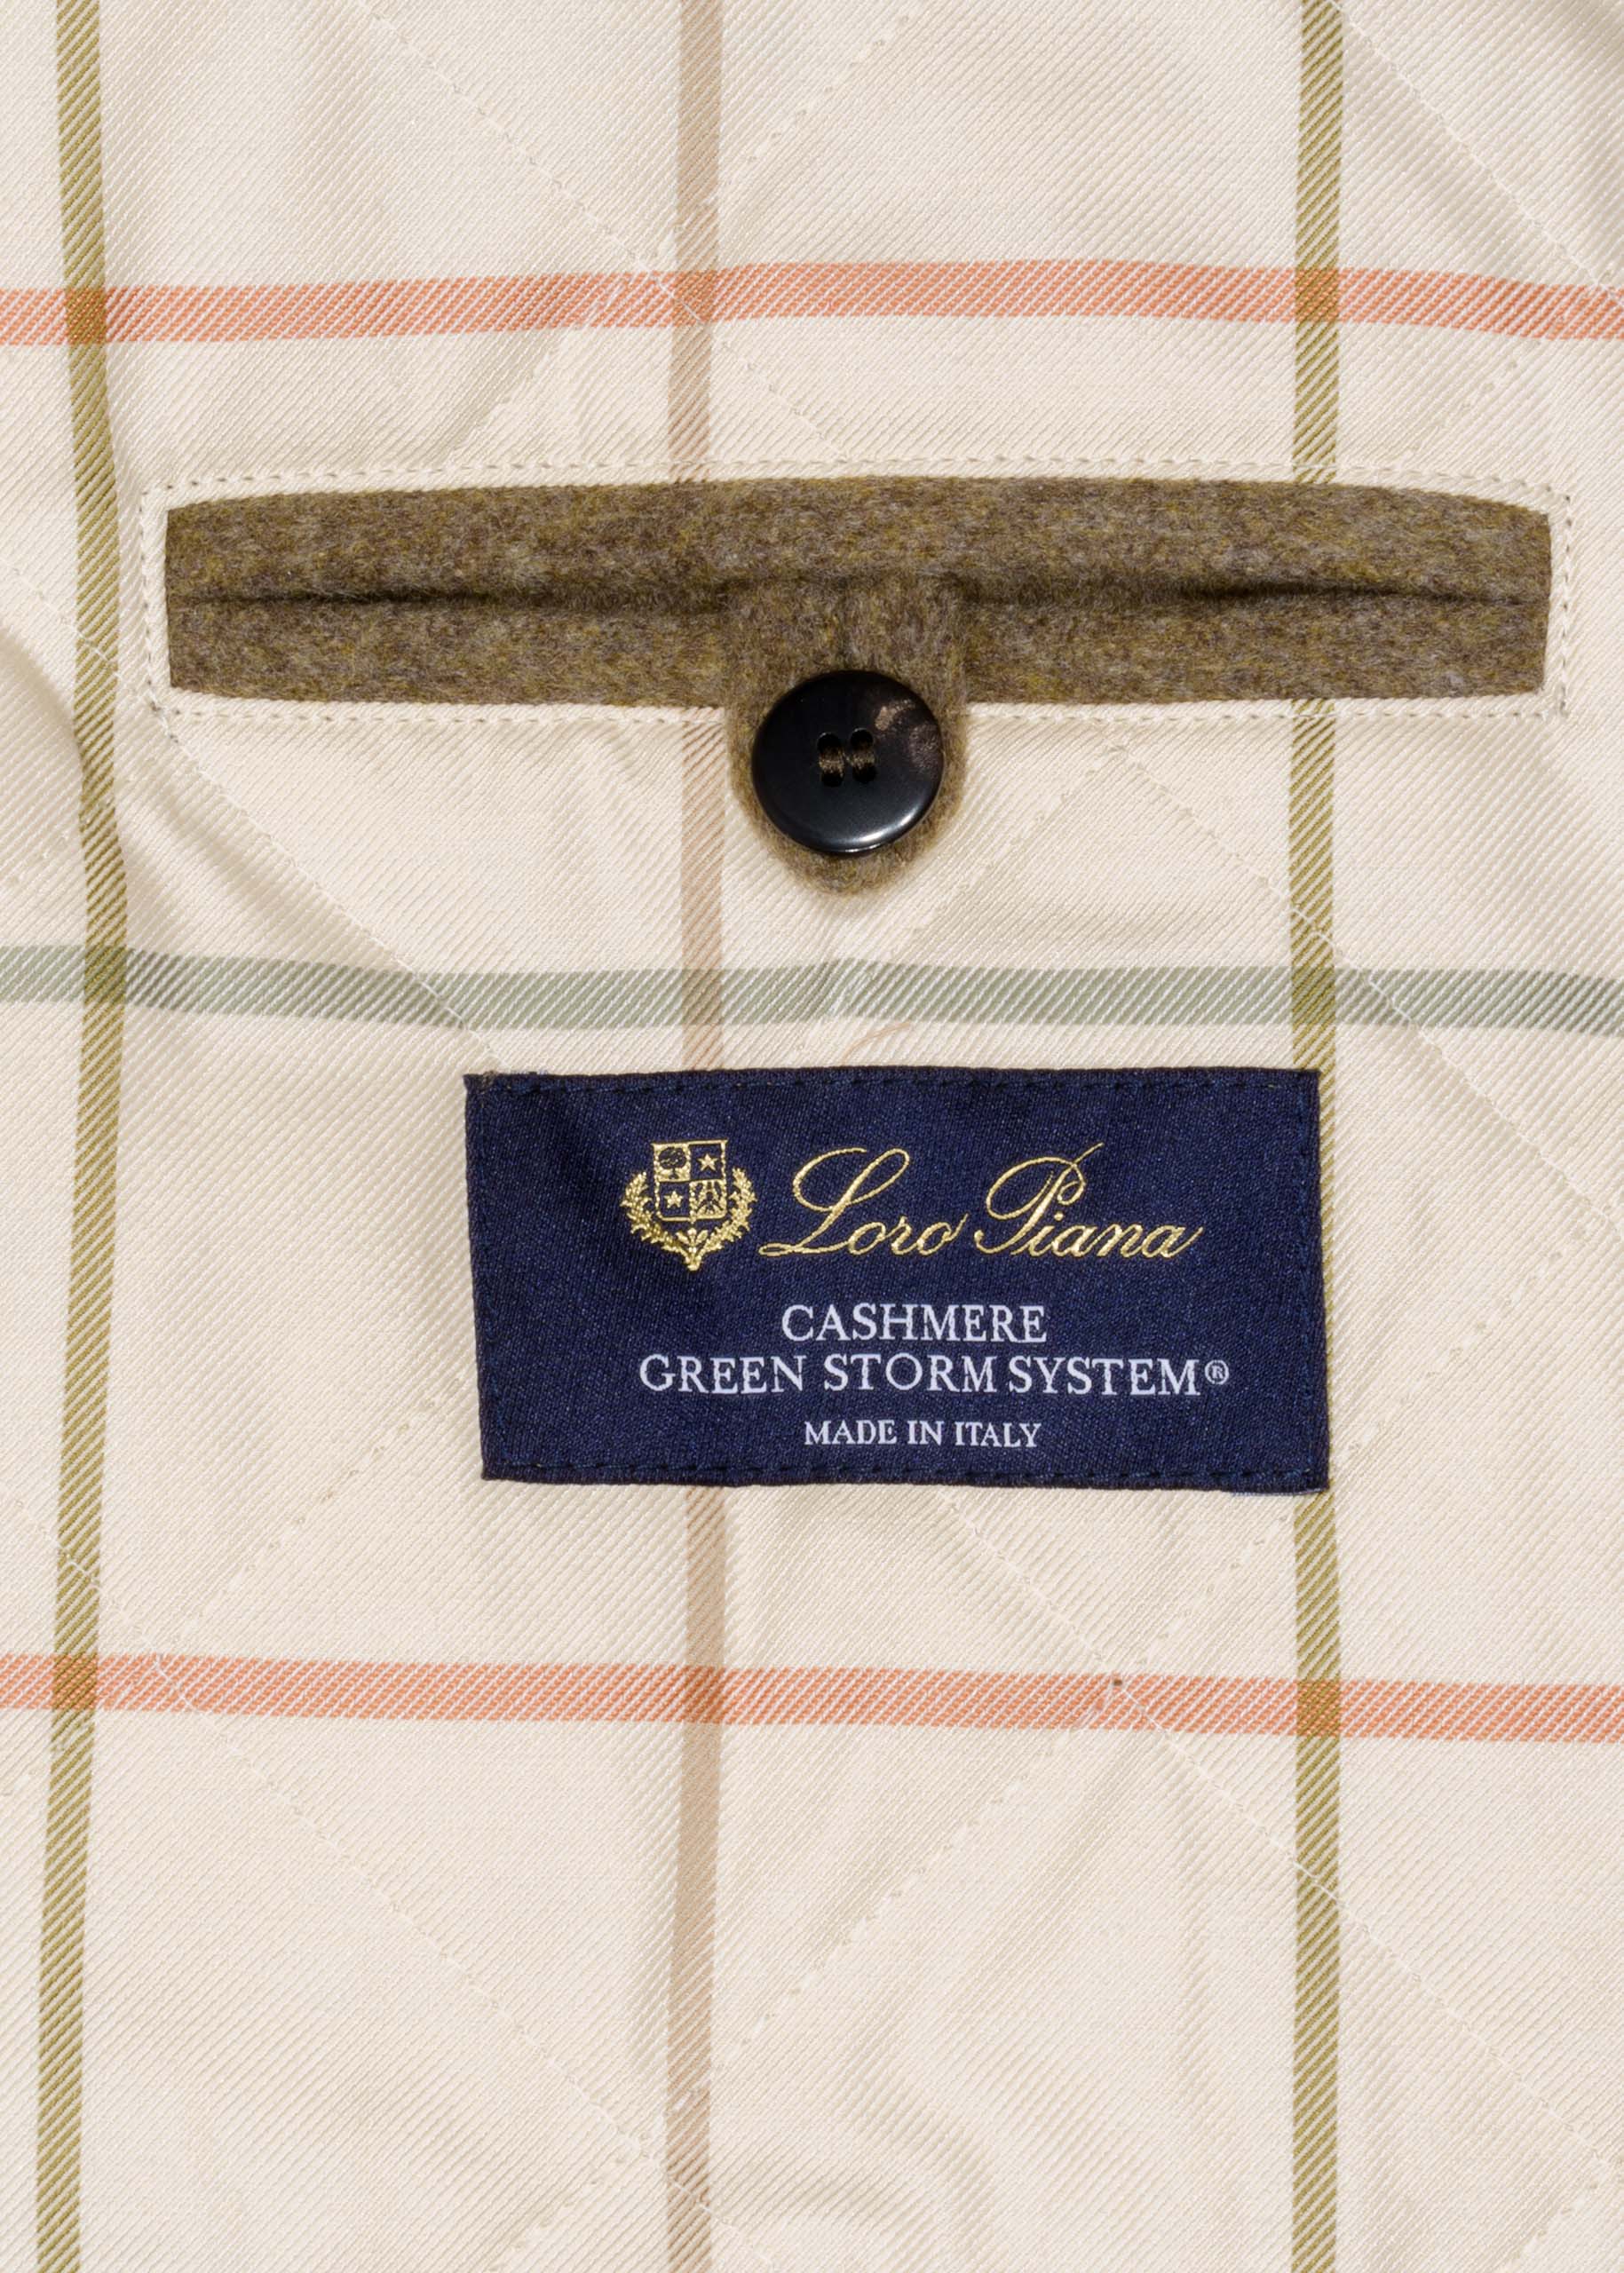 Loro Piana
CASHMERE
GREEN STORM SYSTEM®
MADE IN ITALY